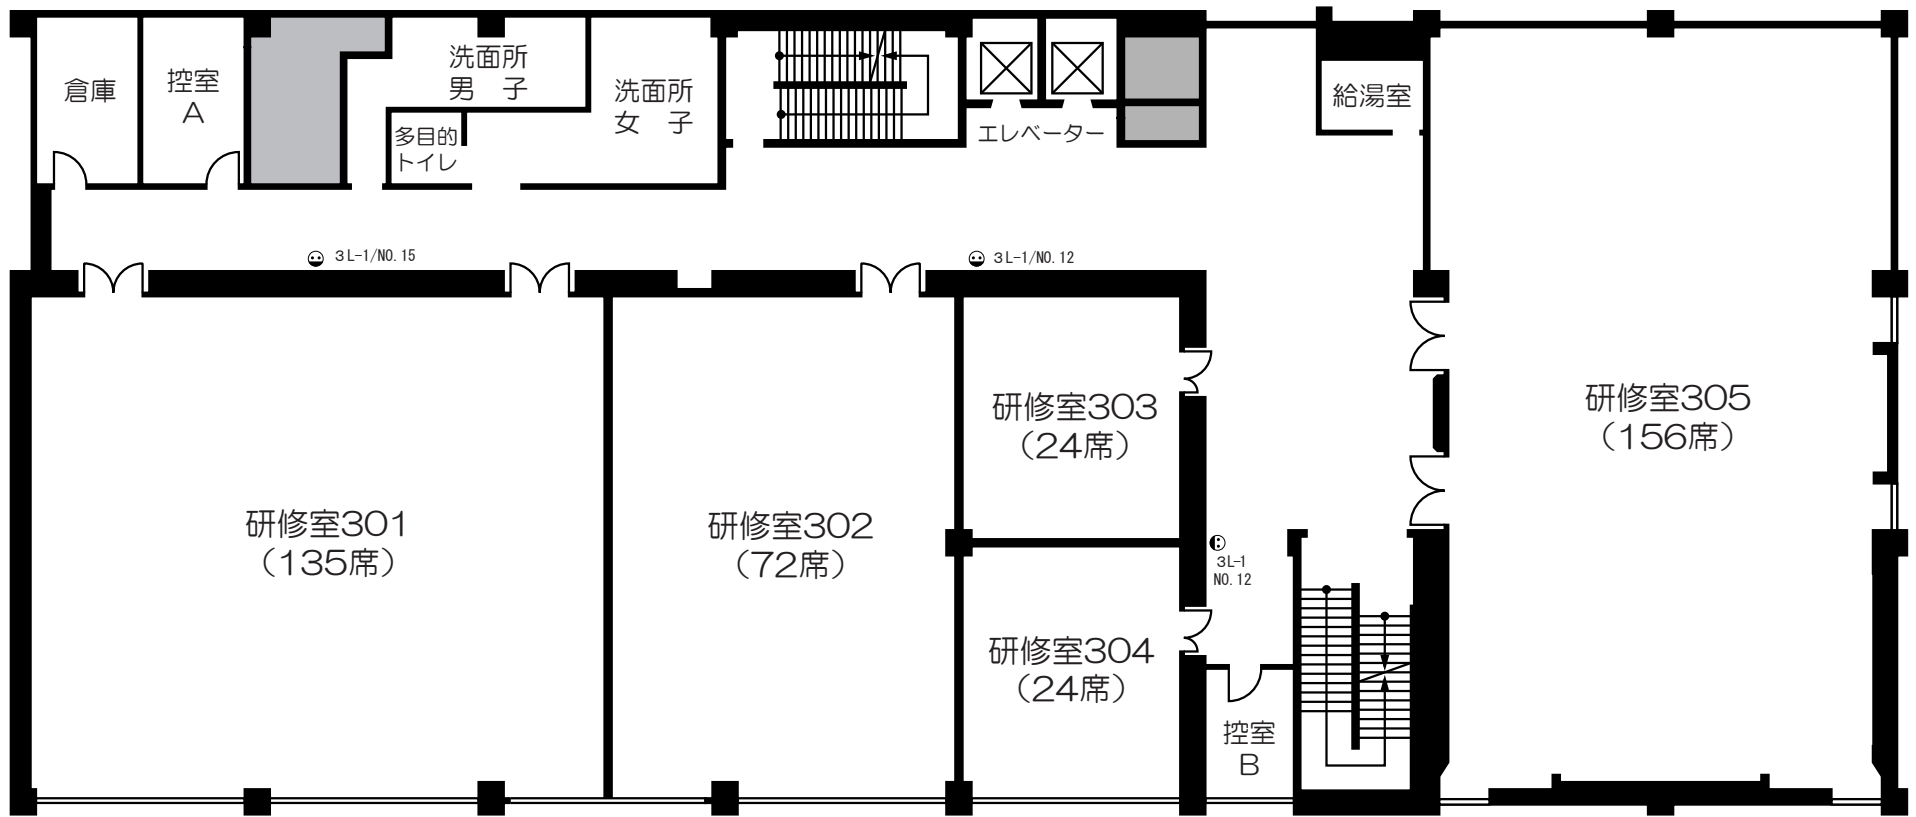 倉庫
控室
A
洗面所
男　子
洗面所
女　子
多目的
トイレ
エレベーター
給湯室
3L-1/NO.15
3L-1/NO.12
研修室301
（135席）
研修室302
（72席）
研修室303
（24席）
研修室304
（24席）
3L-1
NO.12
控室
B
研修室305
（156席）